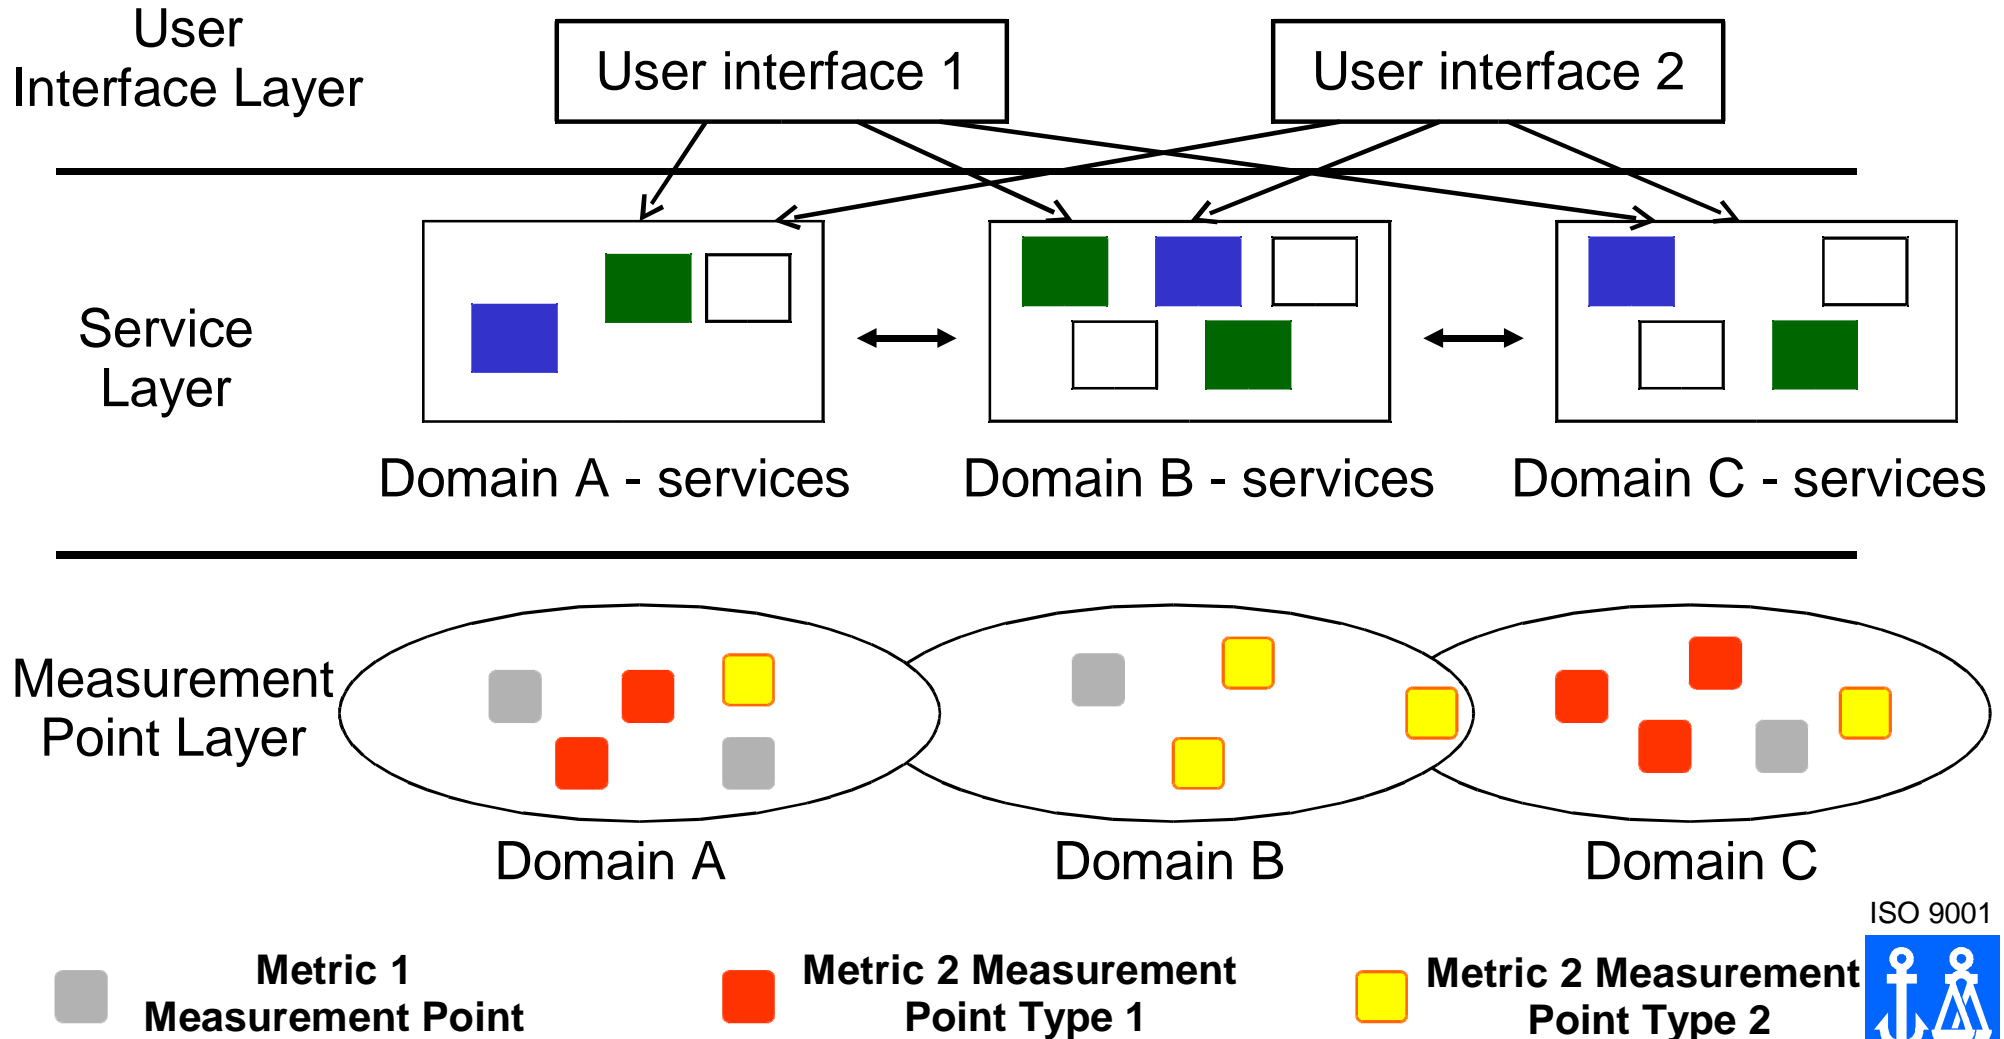 User
Interface Layer
User interface 1
User interface 2
Service
Layer
Domain A - services
Domain B - services
Domain C - services
Measurement
Point Layer
Domain A
Domain B
Domain C
ISO 9001
Metric 1
Measurement Point
Metric 2 Measurement
Point Type 1
Metric 2 Measurement
Point Type 2